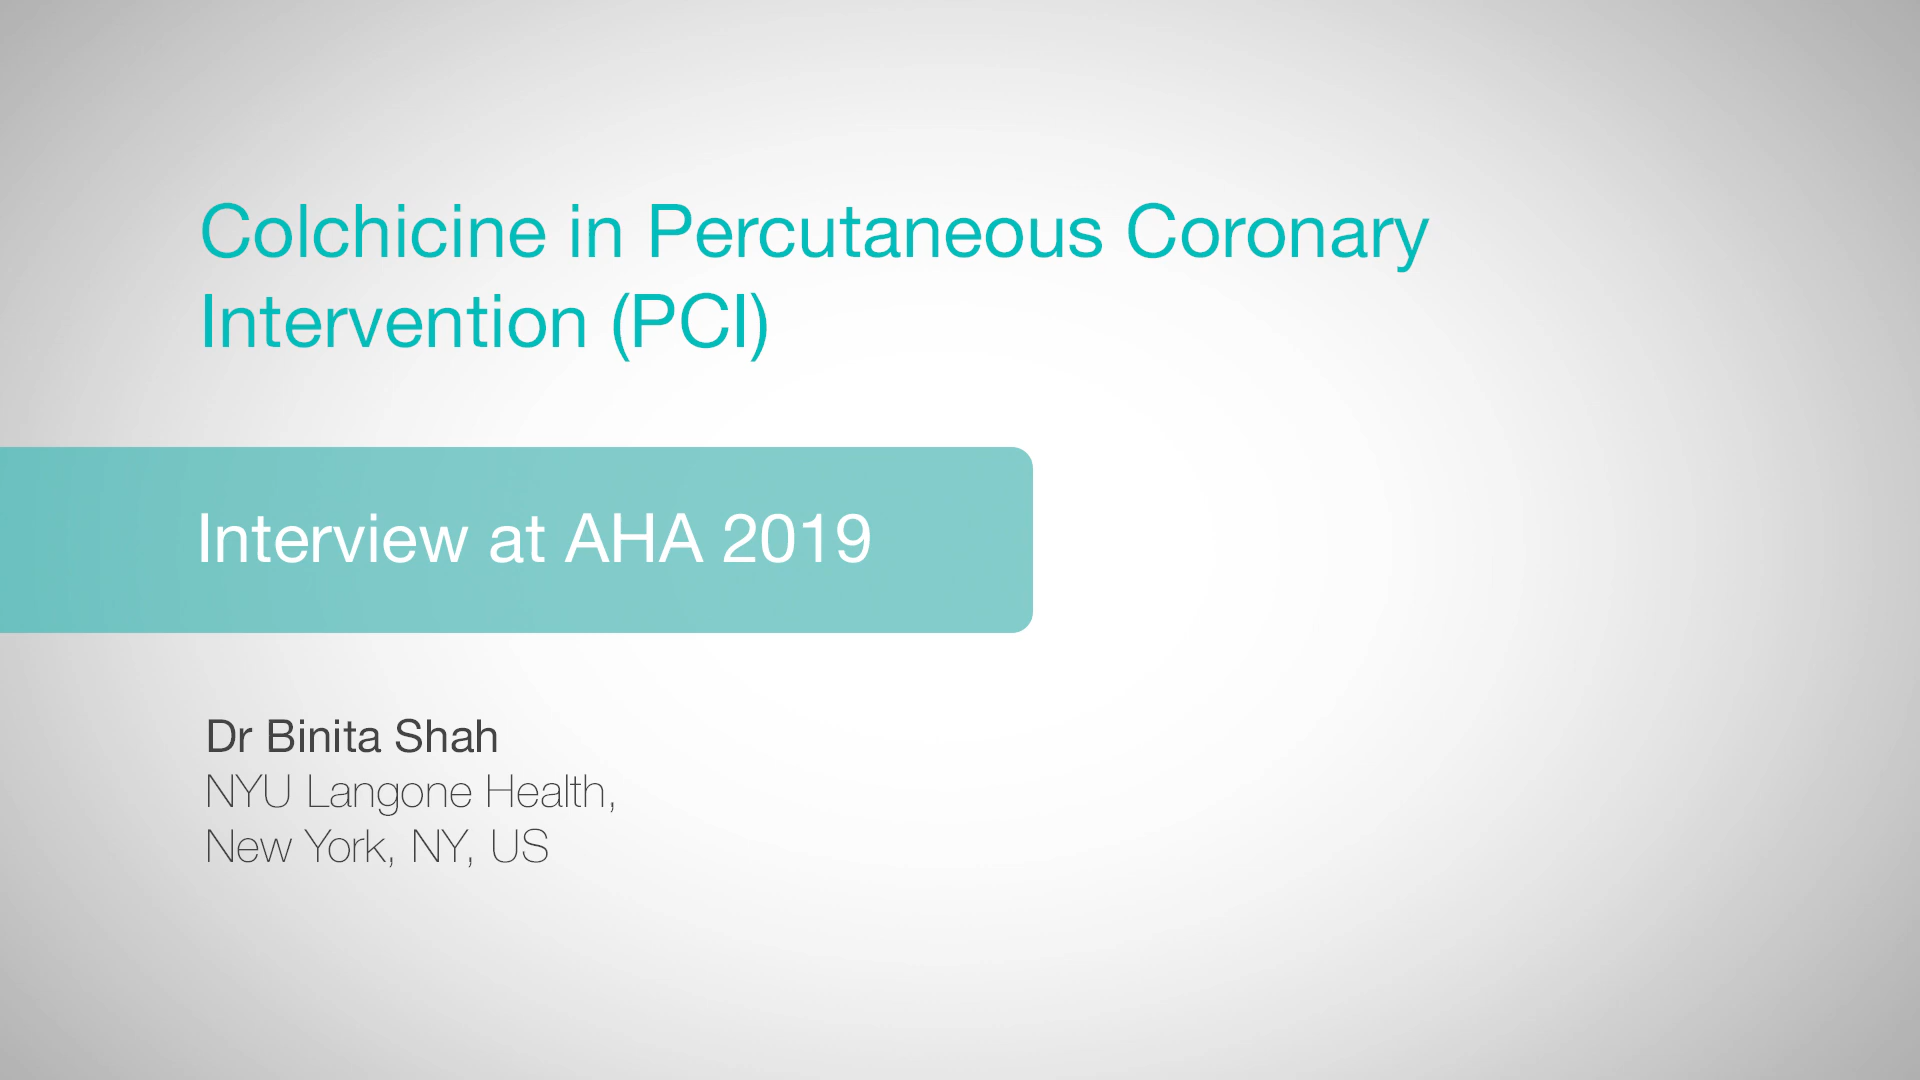 Colchicine in Percutaneous Coronary
Intervention (PCI)
Interview at AHA 2019
Dr Binita Shah
NYU Langone Health,
New York, NY, US